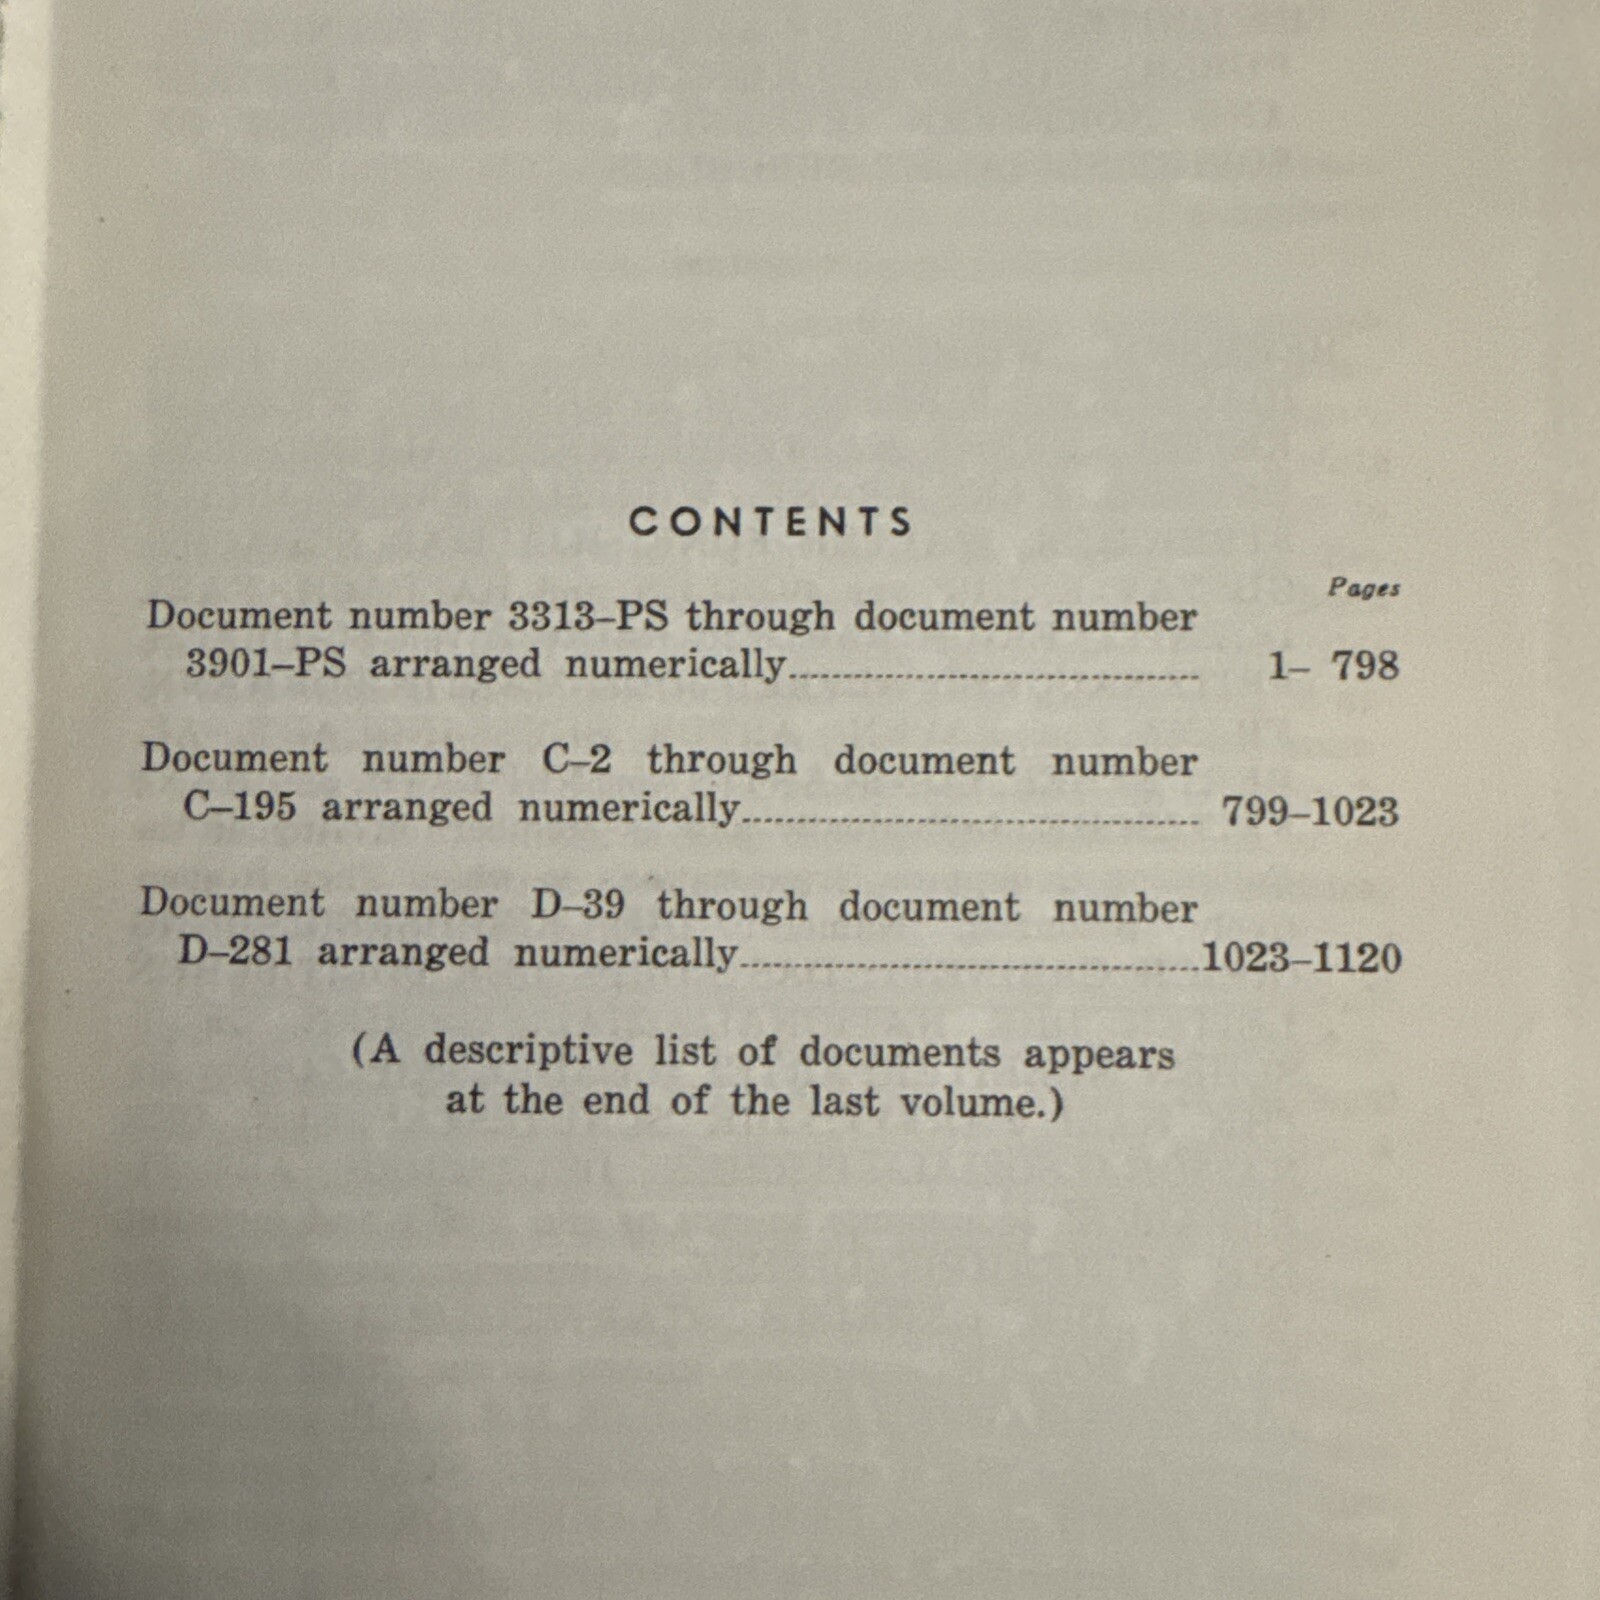 CONTENTS
Pages
Document number 3313–PS through document number
3901–PS arranged numerically........................................ 1– 798
Document number C–2 through document number
C–195 arranged numerically............................................. 799–1023
Document number D–39 through document number
D–281 arranged numerically.............................................1023–1120
(A descriptive list of documents appears
at the end of the last volume.)